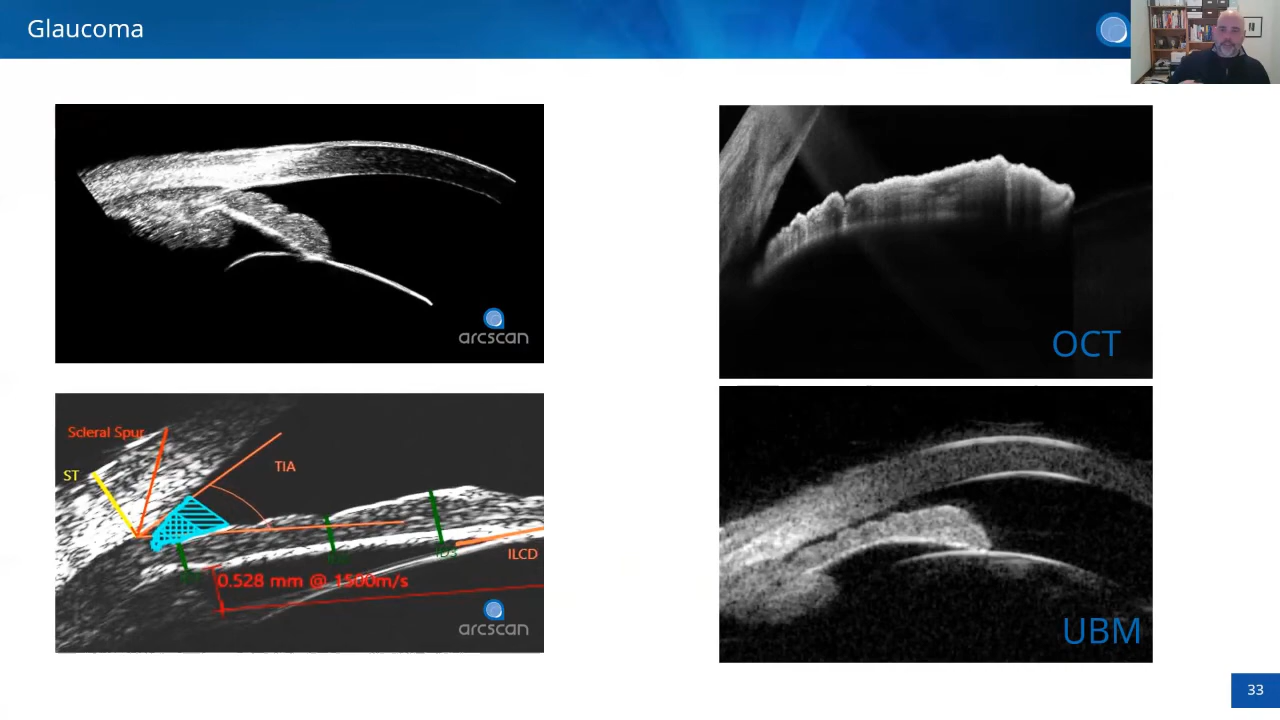 Glaucoma
arcscan
OCT
Scleral Spur
ST
TIA
ILCD
0.528 mm @ 1500m/s
arcscan
UBM
33